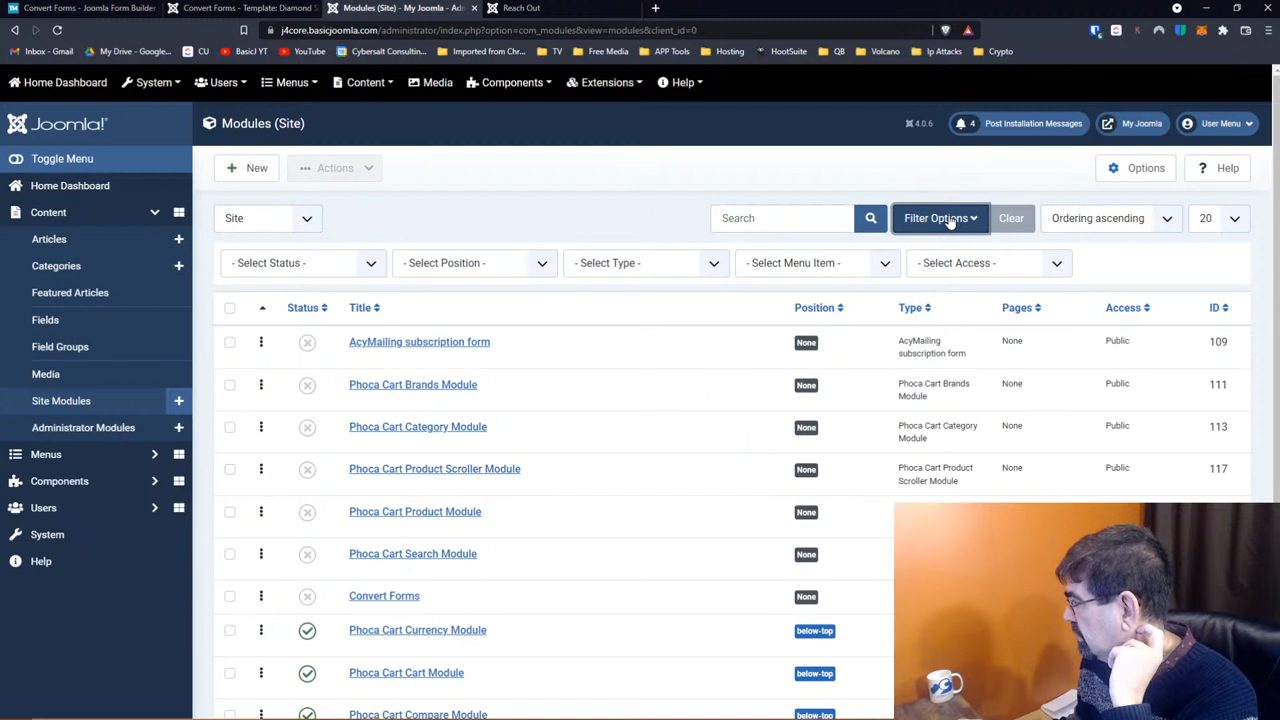 Convert Forms - Joomla Form Builder
Convert Forms - Template: Diamond S
Modules (Site) - My Joomla - Ad
Reach Out
j4core.basicjoomla.com/administrator/index.php?option=com_modules&view=modules&client_id=0
Inbox - Gmail
My Drive - Google...
CU
BasicJ YT
YouTube
Cybersalt Consultin...
Imported from Chr...
TV
Free Media
APP Tools
Hosting
HootSuite
QB
Volcano
Ip Attacks
Crypto
Home Dashboard
System
Users
Menus
Content
Media
Components
Extensions
Help
Joomla!
Modules (Site)
4.0.6
4 Post Installation Messages
My Joomla
User Menu
Toggle Menu
New
Actions
Options
? Help
Home Dashboard
Content
Articles
Categories
Featured Articles
Fields
Field Groups
Media
Site Modules
Administrator Modules
Menus
Components
Users
System
Help
Site
Search
Filter Options
Clear
Ordering ascending
20
- Select Status -
- Select Position -
- Select Type -
- Select Menu Item -
- Select Access -
Status
Title
Position
Type
Pages
Access
ID
AcyMailing subscription form
None
AcyMailing
subscription form
None
Public
109
Phoca Cart Brands Module
None
Phoca Cart Brands
Module
None
Public
111
Phoca Cart Category Module
None
Phoca Cart Category
Module
None
Public
113
Phoca Cart Product Scroller Module
None
Phoca Cart Product
Scroller Module
None
Public
117
Phoca Cart Product Module
None
Phoca Cart Search Module
None
Convert Forms
None
Phoca Cart Currency Module
below-top
Phoca Cart Cart Module
below-top
Phoca Cart Compare Module
below-top